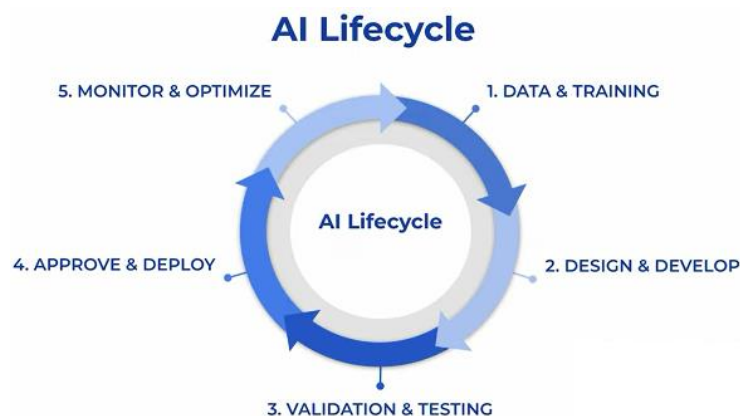 AI Lifecycle
5. MONITOR & OPTIMIZE
1. DATA & TRAINING
AI Lifecycle
4. APPROVE & DEPLOY
2. DESIGN & DEVELOP
3. VALIDATION & TESTING